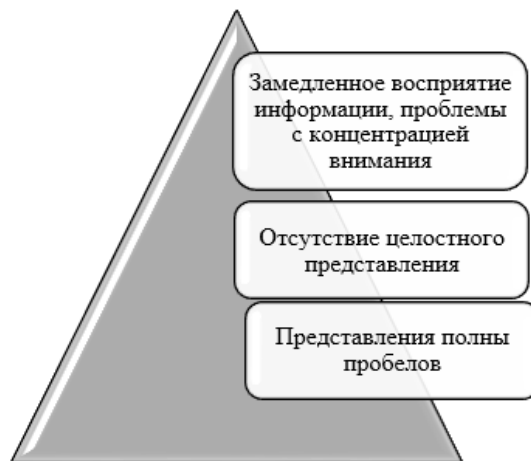 Замедленное восприятие
информации, проблемы
с концентрацией
внимания
Отсутствие целостного
представления
Представления полны
пробелов